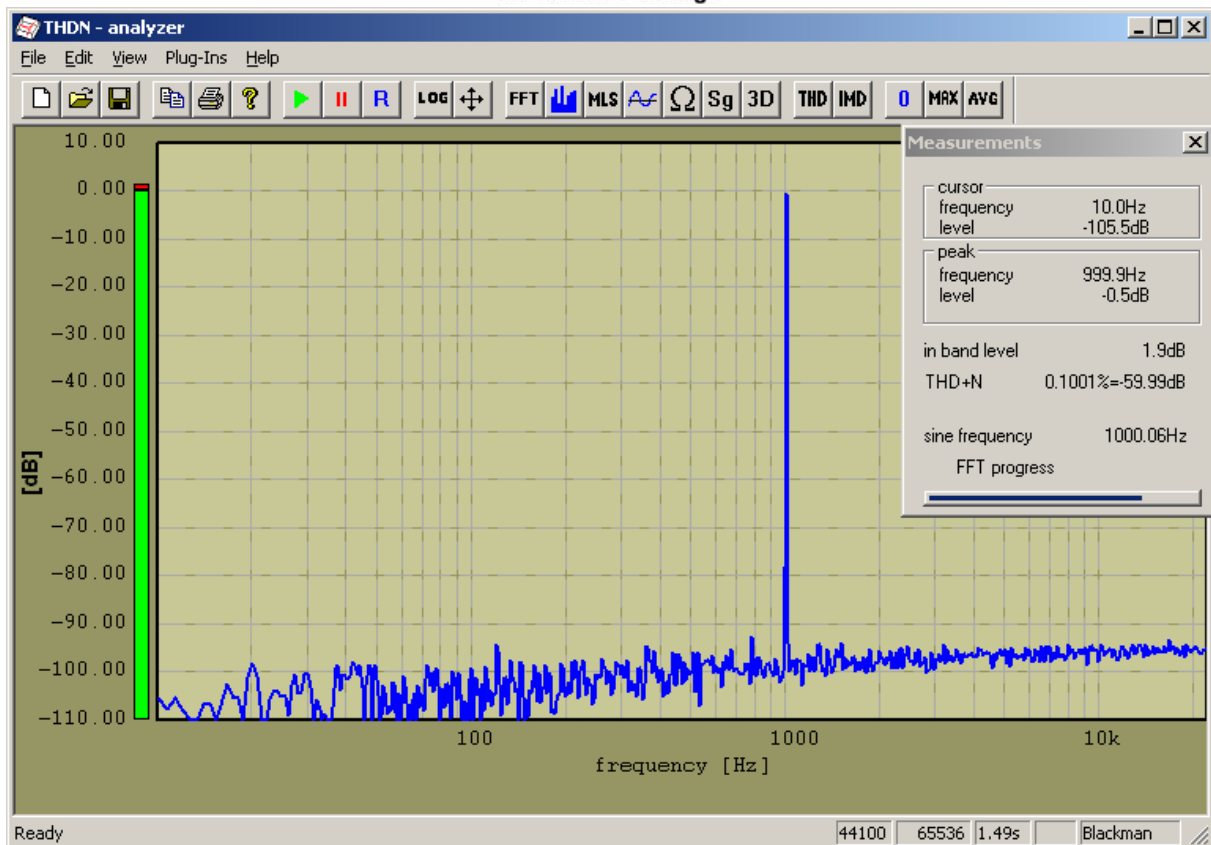 THDN - analyzer
File Edit View Plug-Ins Help
R LOG FFT MLS Ω Sg 3D THD IMD 0 MAX AVG
10.00
0.00
-10.00
-20.00
-30.00
-40.00
-50.00
-60.00
-70.00
-80.00
-90.00
-100.00
-110.00
[dB]
100 1000 10k
frequency [Hz]
Measurements
cursor
frequency 10.0Hz
level -105.5dB
peak
frequency 999.9Hz
level -0.5dB
in band level 1.9dB
THD+N 0.1001%=-59.99dB
sine frequency 1000.06Hz
FFT progress
Ready 44100 65536 1.49s Blackman